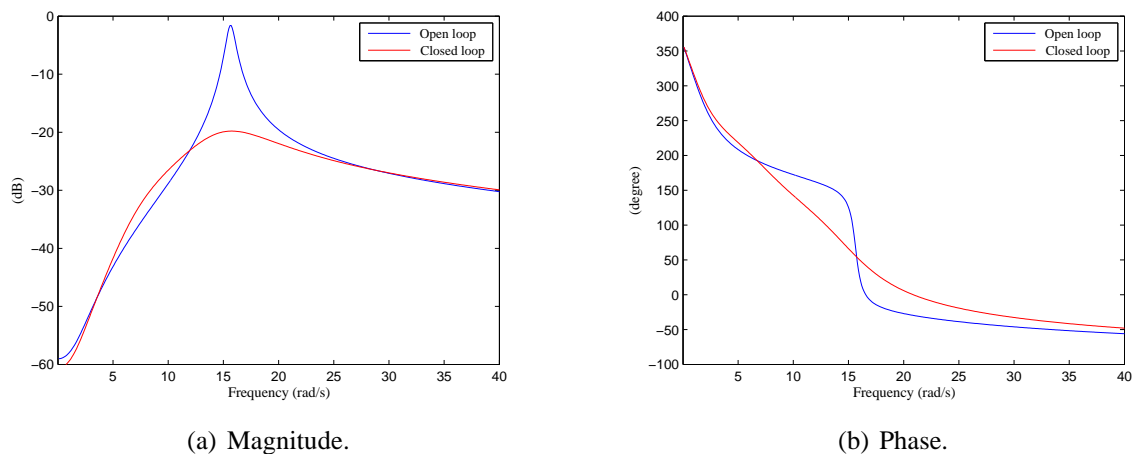 0
−10
−20
−30
−40
−50
−60
(dB)
5 10 15 20 25 30 35 40
Frequency (rad/s)
Open loop
Closed loop
(a) Magnitude.
400
350
300
250
200
150
100
50
0
−50
−100
(degree)
5 10 15 20 25 30 35 40
Frequency (rad/s)
Open loop
Closed loop
(b) Phase.